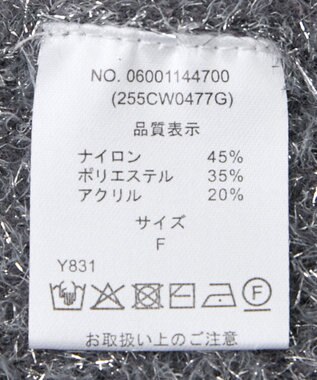 NO. 06001144700
(255CW0477G)
品質表示
ナイロン 45%
ポリエステル 35%
アクリル 20%
サイズ
F
Y831
F
お取扱い上のご注意